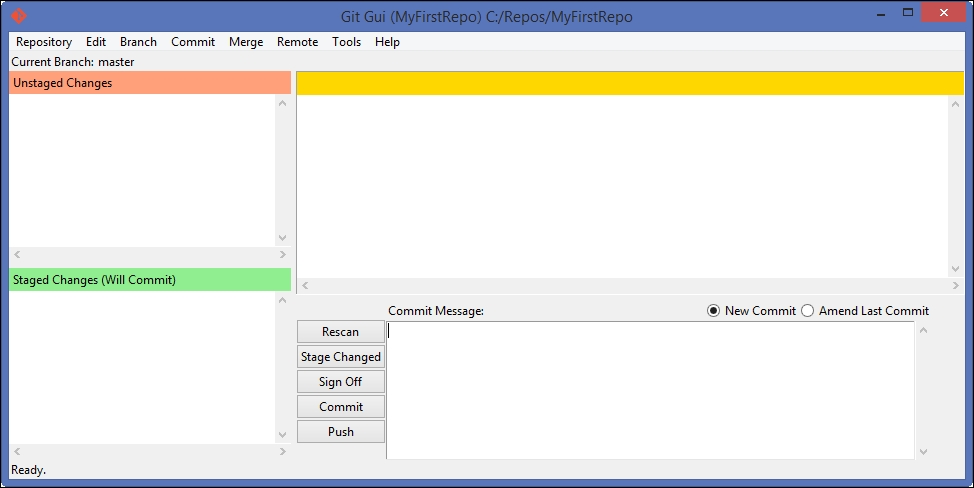 Git Gui (MyFirstRepo) C:/Repos/MyFirstRepo
Repository Edit Branch Commit Merge Remote Tools Help
Current Branch: master
Unstaged Changes
Staged Changes (Will Commit)
Commit Message:
New Commit Amend Last Commit
Rescan
Stage Changed
Sign Off
Commit
Push
Ready.